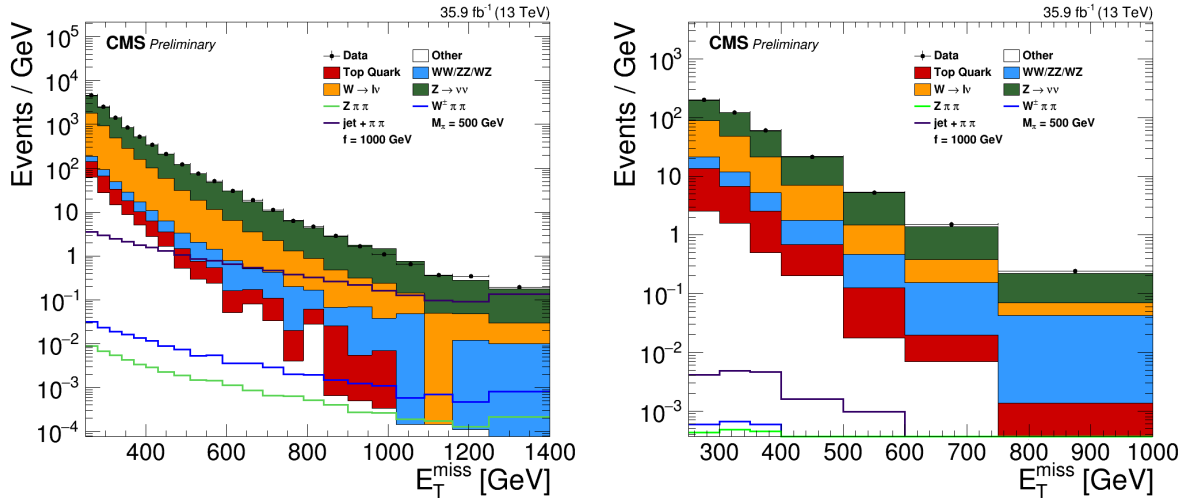 35.9 fb⁻¹ (13 TeV)
CMS Preliminary
Data
Other
Top Quark
WW/ZZ/WZ
W → lν
Z → νν
Z π π
W± π π
jet + π π
Mπ = 500 GeV
f = 1000 GeV
Events / GeV
10⁵
10⁴
10³
10²
10
1
10⁻¹
10⁻²
10⁻³
10⁻⁴
400 600 800 1000 1200 1400
E_T^miss [GeV]
35.9 fb⁻¹ (13 TeV)
CMS Preliminary
Data
Other
Top Quark
WW/ZZ/WZ
W → lν
Z → νν
Z π π
W± π π
jet + π π
Mπ = 500 GeV
f = 1000 GeV
Events / GeV
10³
10²
10
1
10⁻¹
10⁻²
10⁻³
300 400 500 600 700 800 900 1000
E_T^miss [GeV]